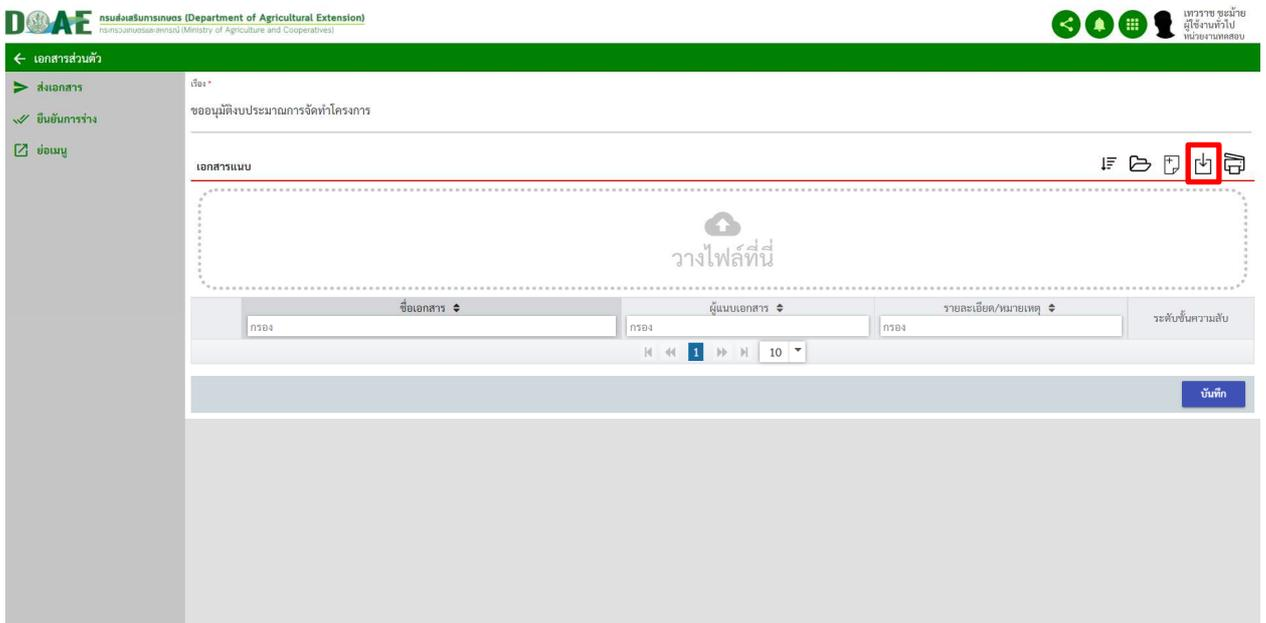 DOAE
กรมส่งเสริมการเกษตร (Department of Agricultural Extension)
กระทรวงเกษตรและสหกรณ์ (Ministry of Agriculture and Cooperatives)
เทวราช ชะม้าย
ผู้ใช้งานทั่วไป
หน่วยงานทดสอบ
เอกสารส่วนตัว
ส่งเอกสาร
ยืนยันการร่าง
ย่อเมนู
เรื่อง *
ขออนุมัติงบประมาณการจัดทำโครงการ
เอกสารแนบ
วางไฟล์ที่นี่
ชื่อเอกสาร ผู้แนบเอกสาร รายละเอียด/หมายเหตุ ระดับชั้นความลับ
กรอง กรอง กรอง
1 10
บันทึก